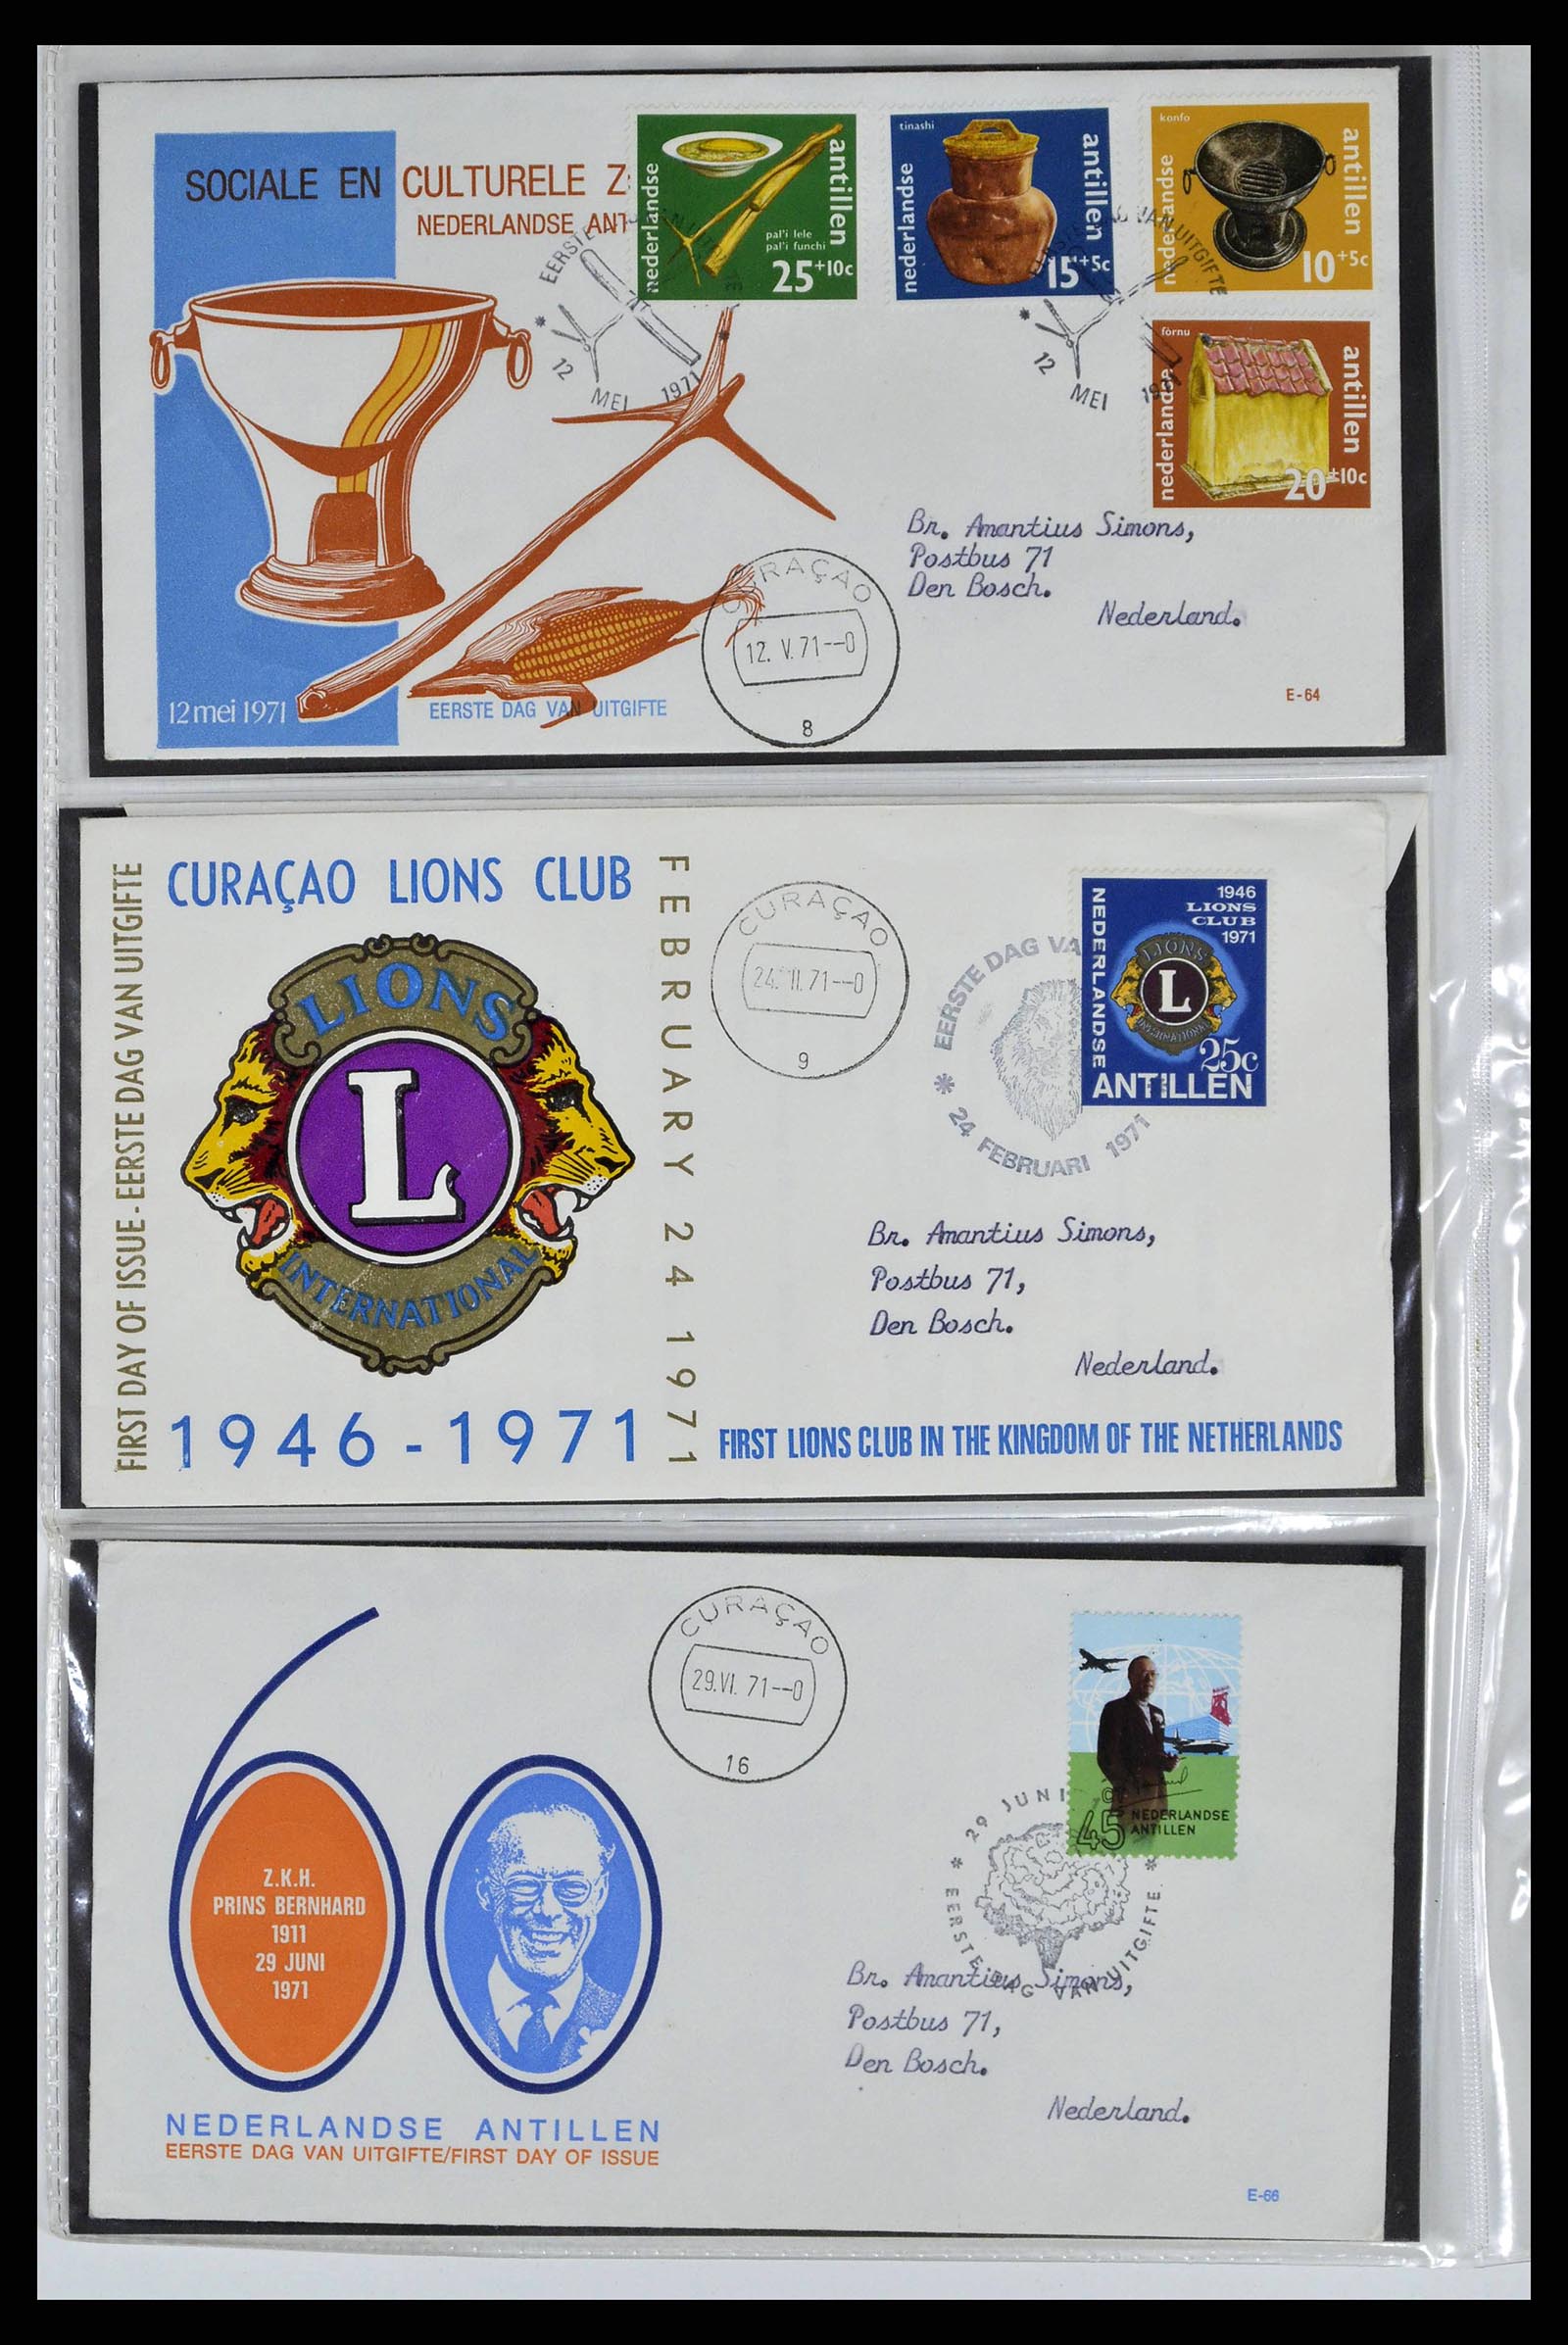 SOCIALE EN CULTURELE
NEDERLANDSE
nederlandse
antillen
pal'i lele
pal'i funchi
25+10c
tinashi
nederlandse
antillen
15+5c
konfo
nederlandse
antillen
10+5c
fòrnu
nederlandse
antillen
20+10c
EERSTE
12 MEI 1971
VAN UITGIFTE
12 MEI
Br. Amantius Simons,
Postbus 71
Den Bosch.
Nederland.
CURAÇAO
12. V. 71--0
8
12 mei 1971
EERSTE DAG VAN UITGIFTE
E-64
FIRST DAY OF ISSUE - EERSTE DAG VAN UITGIFTE
CURAÇAO LIONS CLUB
LIONS
L
INTERNATIONAL
1946-1971
FEBRUARY 24 1971
CURAÇAO
24. II. 71--0
9
EERSTE DAG
24 FEBRUARI 1971
1946
LIONS
CLUB
1971
NEDERLANDSE
LIONS
L
INTERNATIONAL
25c
ANTILLEN
Br. Amantius Simons,
Postbus 71,
Den Bosch.
Nederland.
FIRST LIONS CLUB IN THE KINGDOM OF THE NETHERLANDS
CURAÇAO
29. VI. 71--0
16
45
NEDERLANDSE
ANTILLEN
29 JUNI
EERSTE DAG VAN UITGIFTE
Z.K.H.
PRINS BERNHARD
1911
29 JUNI
1971
Br. Amantius Simons,
Postbus 71,
Den Bosch.
Nederland.
NEDERLANDSE ANTILLEN
EERSTE DAG VAN UITGIFTE/FIRST DAY OF ISSUE
E-66